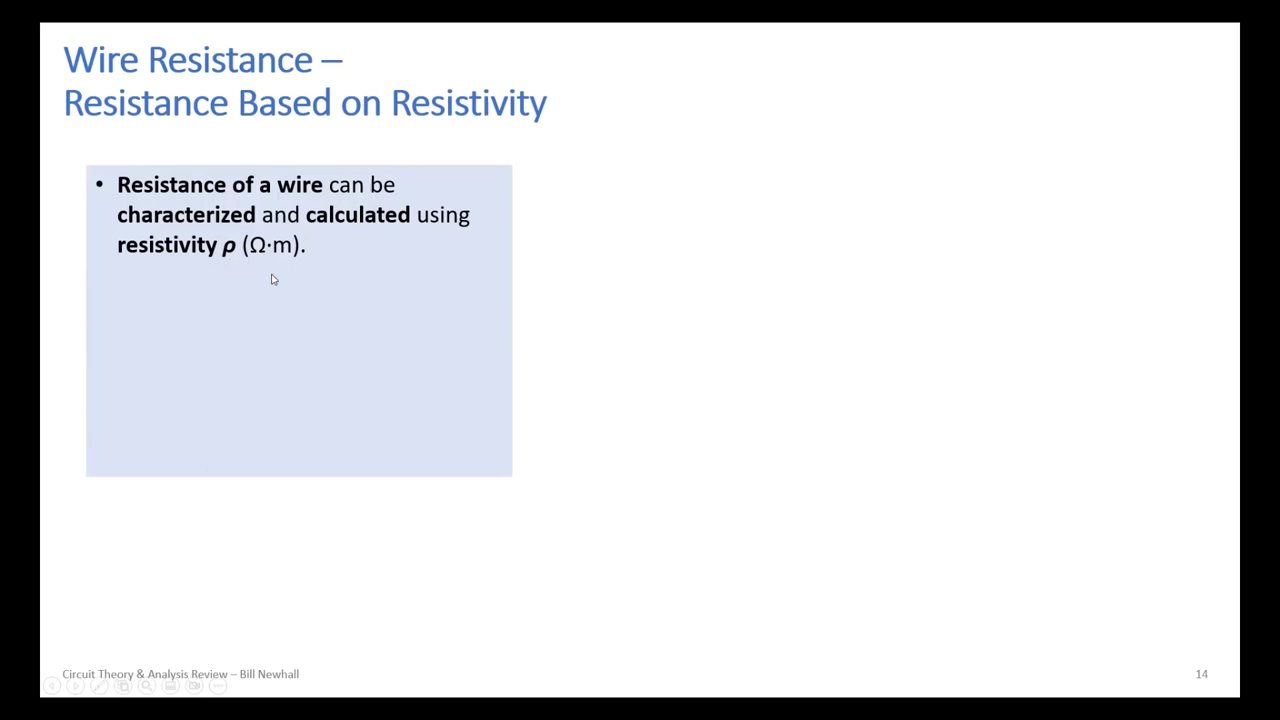 Wire Resistance –
Resistance Based on Resistivity
• Resistance of a wire can be
characterized and calculated using
resistivity ρ (Ω·m).
Circuit Theory & Analysis Review – Bill Newhall
14